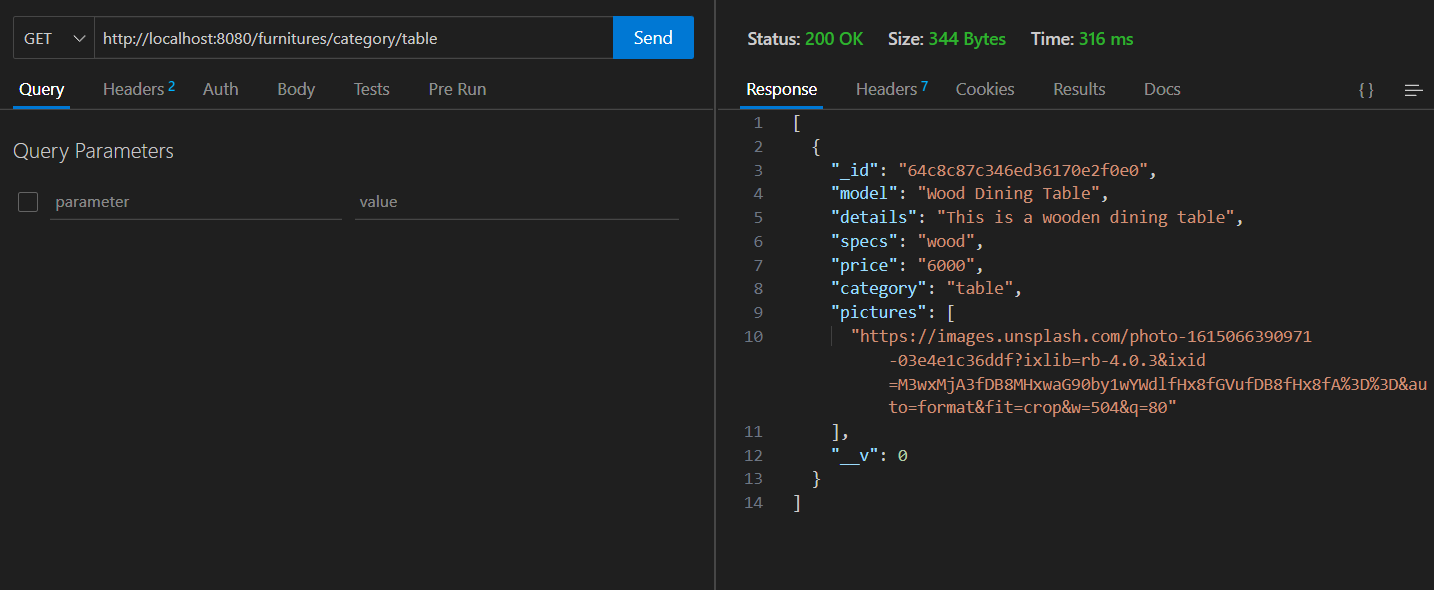 GET http://localhost:8080/furnitures/category/table Send
Query Headers 2 Auth Body Tests Pre Run
Query Parameters
parameter value
Status: 200 OK Size: 344 Bytes Time: 316 ms
Response Headers 7 Cookies Results Docs { }
1 [
2 {
3 "_id": "64c8c87c346ed36170e2f0e0",
4 "model": "Wood Dining Table",
5 "details": "This is a wooden dining table",
6 "specs": "wood",
7 "price": "6000",
8 "category": "table",
9 "pictures": [
10 "https://images.unsplash.com/photo-1615066390971
-03e4e1c36ddf?ixlib=rb-4.0.3&ixid
=M3wxMjA3fDB8MHxwaG90by1wYWdlfHx8fGVufDB8fHx8fA%3D%3D&au
to=format&fit=crop&w=504&q=80"
11 ],
12 "__v": 0
13 }
14 ]